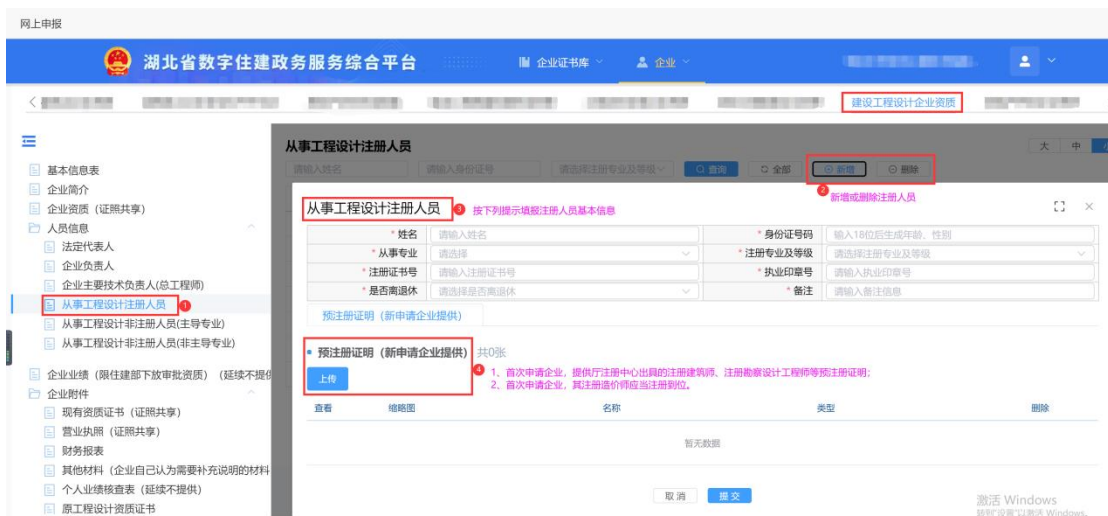 网上申报
湖北省数字住建政务服务综合平台
企业证书库
企业
建设工程设计企业资质
基本信息表
企业简介
企业资质（证照共享）
人员信息
法定代表人
企业负责人
企业主要技术负责人(总工程师)
从事工程设计注册人员 1
从事工程设计非注册人员(主导专业)
从事工程设计非注册人员(非主导专业)
企业业绩（限住建部下放审批资质）（延续不提供
企业附件
现有资质证书（证照共享）
营业执照（证照共享）
财务报表
其他材料（企业自己认为需要补充说明的材料
个人业绩核查表（延续不提供）
原工程设计资质证书
从事工程设计注册人员
大 中
请输入姓名 请输入身份证号 请选择注册专业及等级 查询 全部 新增 删除
2 新增或删除注册人员
从事工程设计注册人员 3 按下列提示填报注册人员基本信息
* 姓名 请输入姓名 * 身份证号码 输入18位后生成年龄、性别
* 从事专业 请选择 * 注册专业及等级 请选择注册专业及等级
* 注册证书号 请输入注册证书号 * 执业印章号 请输入执业印章号
* 是否离退休 请选择是否离退休 * 备注 请输入备注信息
预注册证明（新申请企业提供）
预注册证明（新申请企业提供） 共0张
上传
4 1、首次申请企业，提供厅注册中心出具的注册建筑师、注册勘察设计工程师等预注册证明；
2、首次申请企业，其注册造价师应当注册到位。
查看 缩略图 名称 类型 删除
暂无数据
取消 提交
激活 Windows
转到"设置"以激活 Windows。